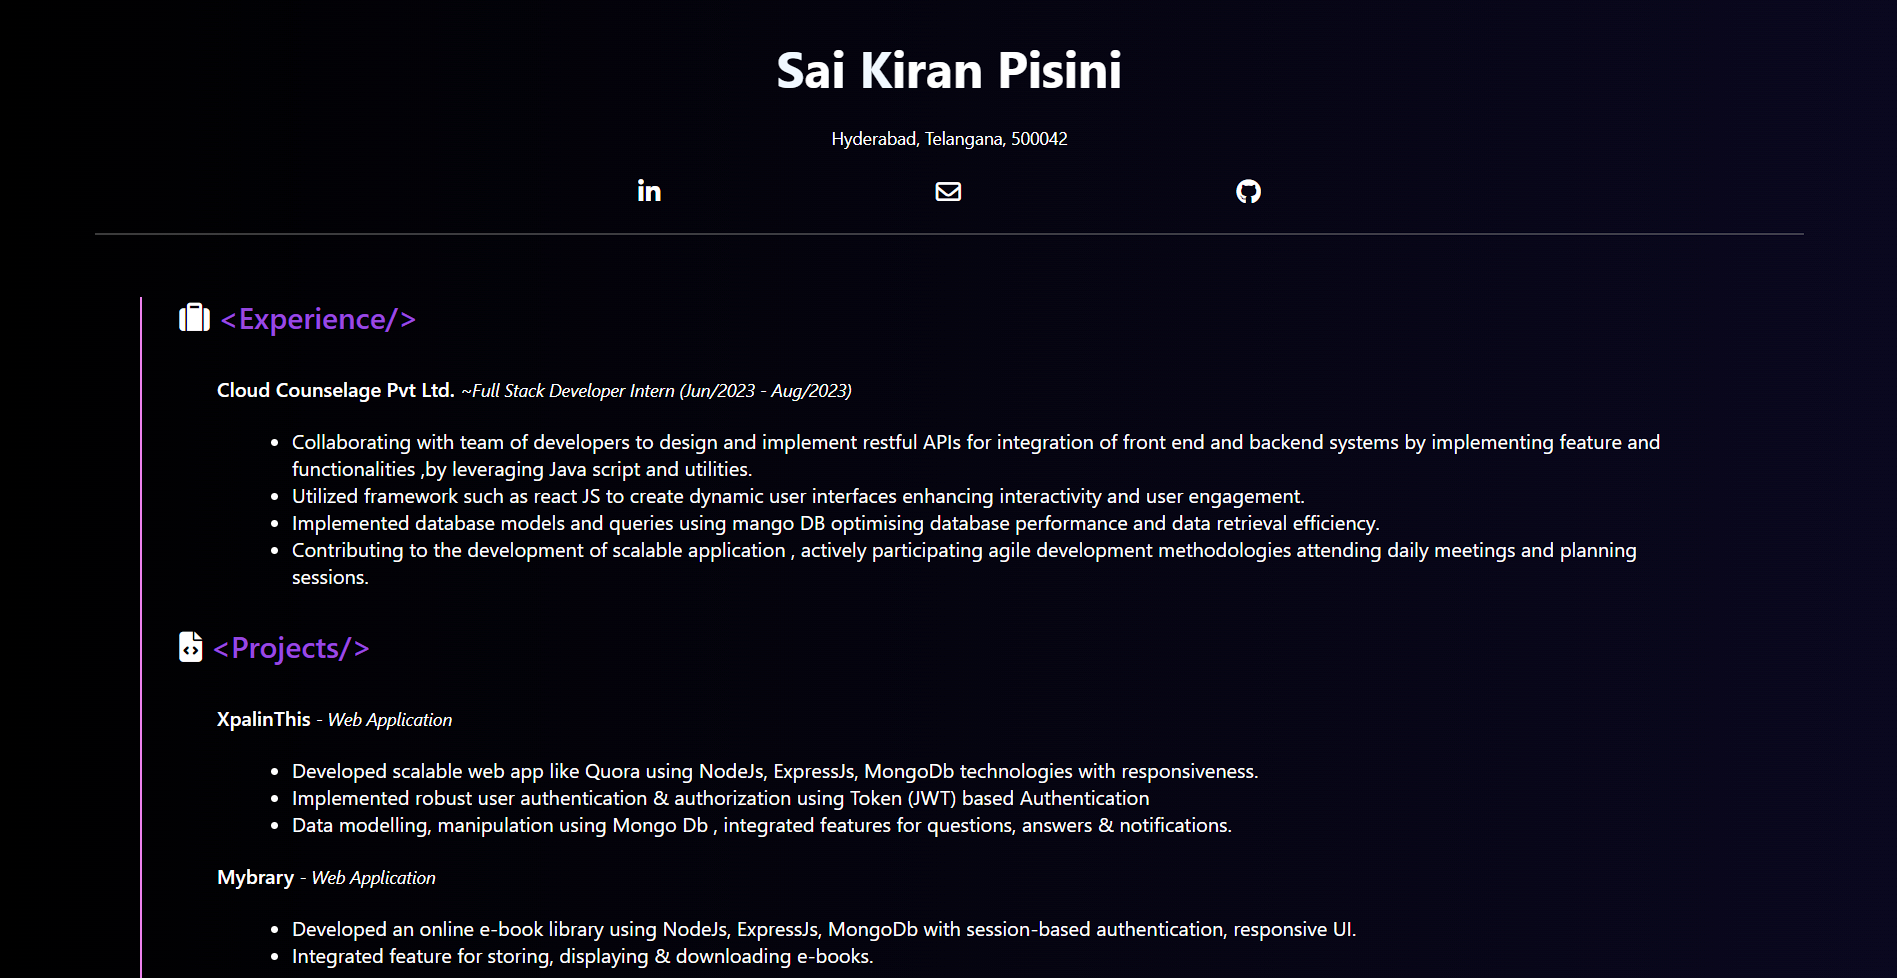 Sai Kiran Pisini
Hyderabad, Telangana, 500042
in
<Experience/>
Cloud Counselage Pvt Ltd. ~Full Stack Developer Intern (Jun/2023 - Aug/2023)
• Collaborating with team of developers to design and implement restful APIs for integration of front end and backend systems by implementing feature and
functionalities ,by leveraging Java script and utilities.
• Utilized framework such as react JS to create dynamic user interfaces enhancing interactivity and user engagement.
• Implemented database models and queries using mango DB optimising database performance and data retrieval efficiency.
• Contributing to the development of scalable application , actively participating agile development methodologies attending daily meetings and planning
sessions.
<Projects/>
XpalinThis - Web Application
• Developed scalable web app like Quora using NodeJs, ExpressJs, MongoDb technologies with responsiveness.
• Implemented robust user authentication & authorization using Token (JWT) based Authentication
• Data modelling, manipulation using Mongo Db , integrated features for questions, answers & notifications.
Mybrary - Web Application
• Developed an online e-book library using NodeJs, ExpressJs, MongoDb with session-based authentication, responsive UI.
• Integrated feature for storing, displaying & downloading e-books.